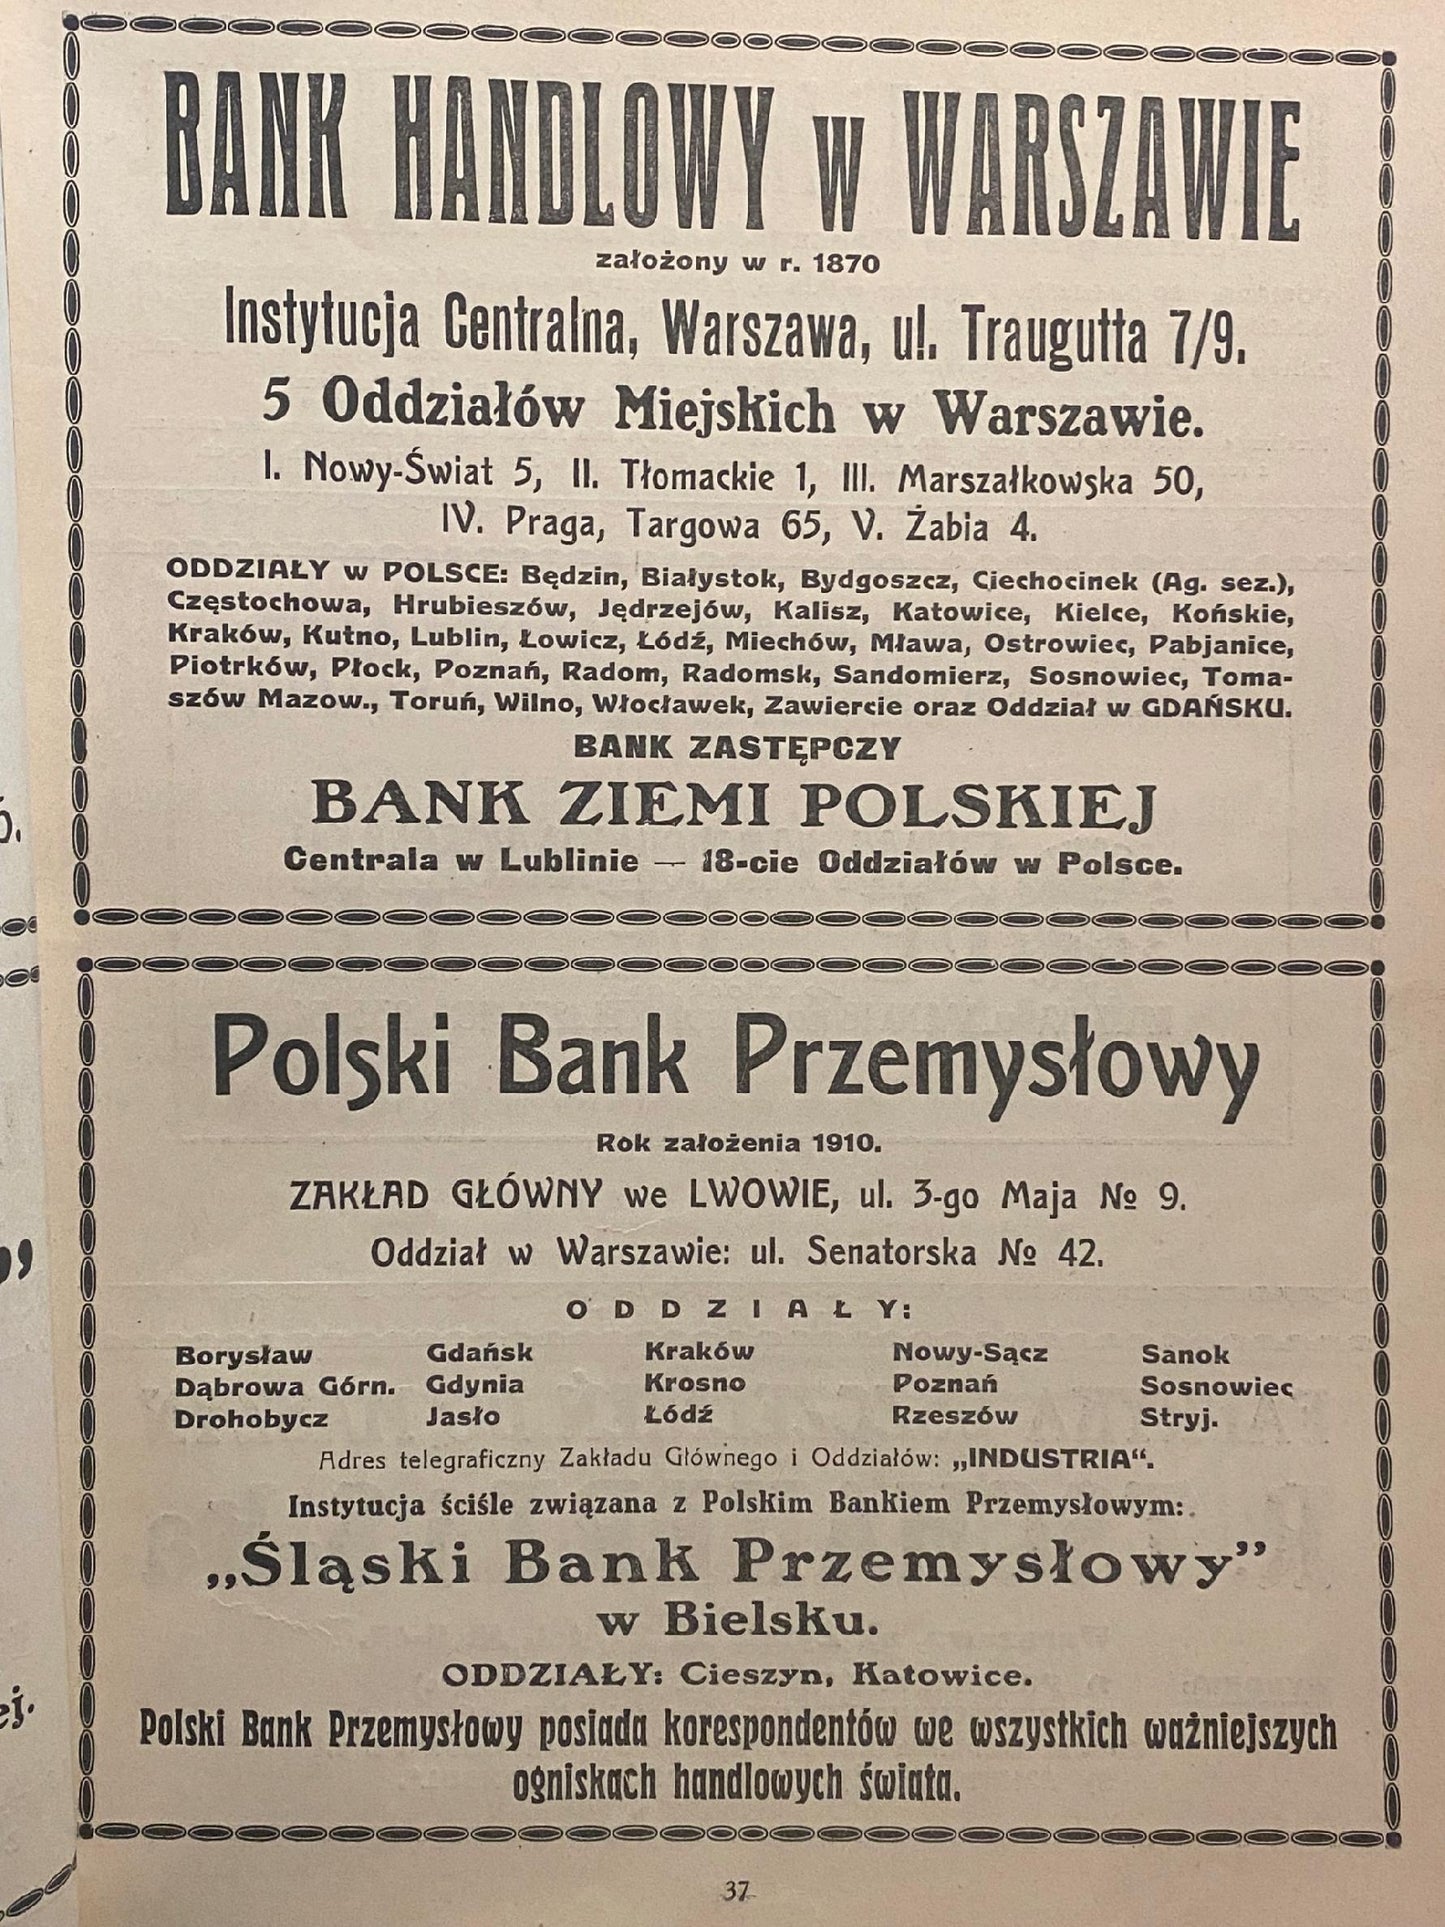 BANK HANDLOWY w WARSZAWIE
założony w r. 1870
Instytucja Centralna, Warszawa, ul. Traugutta 7/9.
5 Oddziałów Miejskich w Warszawie.
I. Nowy-Świat 5, II. Tłomackie 1, III. Marszałkowska 50,
IV. Praga, Targowa 65, V. Żabia 4.
ODDZIAŁY w POLSCE: Będzin, Białystok, Bydgoszcz, Ciechocinek (Ag. sez.),
Częstochowa, Hrubieszów, Jędrzejów, Kalisz, Katowice, Kielce, Końskie,
Kraków, Kutno, Lublin, Łowicz, Łódź, Miechów, Mława, Ostrowiec, Pabjanice,
Piotrków, Płock, Poznań, Radom, Radomsk, Sandomierz, Sosnowiec, Toma-
szów Mazow., Toruń, Wilno, Włocławek, Zawiercie oraz Oddział w GDAŃSKU.
BANK ZASTĘPCZY
BANK ZIEMI POLSKIEJ
Centrala w Lublinie — 18-cie Oddziałów w Polsce.
Polski Bank Przemysłowy
Rok założenia 1910.
ZAKŁAD GŁÓWNY we LWOWIE, ul. 3-go Maja № 9.
Oddział w Warszawie: ul. Senatorska № 42.
ODDZIAŁY:
Borysław Gdańsk Kraków Nowy-Sącz Sanok
Dąbrowa Górn. Gdynia Krosno Poznań Sosnowiec
Drohobycz Jasło Łódź Rzeszów Stryj.
Adres telegraficzny Zakładu Głównego i Oddziałów: „INDUSTRIA“.
Instytucja ściśle związana z Polskim Bankiem Przemysłowym:
„Śląski Bank Przemysłowy”
w Bielsku.
ODDZIAŁY: Cieszyn, Katowice.
Polski Bank Przemysłowy posiada korespondentów we wszystkich ważniejszych
ogniskach handlowych świata.
37